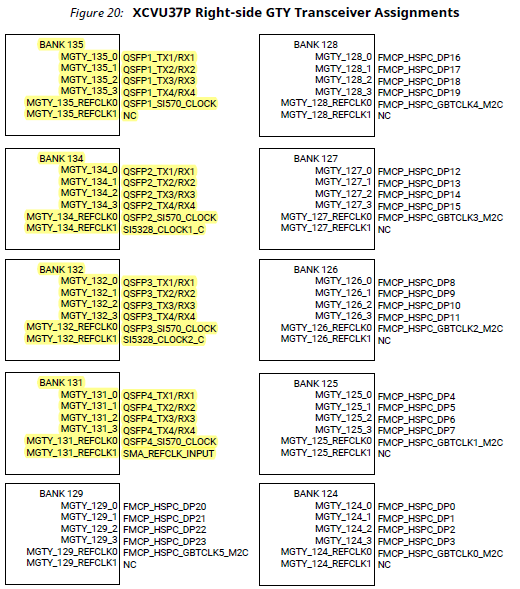 Figure 20: XCVU37P Right-side GTY Transceiver Assignments
BANK 135
MGTY_135_0 QSFP1_TX1/RX1
MGTY_135_1 QSFP1_TX2/RX2
MGTY_135_2 QSFP1_TX3/RX3
MGTY_135_3 QSFP1_TX4/RX4
MGTY_135_REFCLK0 QSFP1_SI570_CLOCK
MGTY_135_REFCLK1 NC
BANK 134
MGTY_134_0 QSFP2_TX1/RX1
MGTY_134_1 QSFP2_TX2/RX2
MGTY_134_2 QSFP2_TX3/RX3
MGTY_134_3 QSFP2_TX4/RX4
MGTY_134_REFCLK0 QSFP2_SI570_CLOCK
MGTY_134_REFCLK1 SI5328_CLOCK1_C
BANK 132
MGTY_132_0 QSFP3_TX1/RX1
MGTY_132_1 QSFP3_TX2/RX2
MGTY_132_2 QSFP3_TX3/RX3
MGTY_132_3 QSFP3_TX4/RX4
MGTY_132_REFCLK0 QSFP3_SI570_CLOCK
MGTY_132_REFCLK1 SI5328_CLOCK2_C
BANK 131
MGTY_131_0 QSFP4_TX1/RX1
MGTY_131_1 QSFP4_TX2/RX2
MGTY_131_2 QSFP4_TX3/RX3
MGTY_131_3 QSFP4_TX4/RX4
MGTY_131_REFCLK0 QSFP4_SI570_CLOCK
MGTY_131_REFCLK1 SMA_REFCLK_INPUT
BANK 129
MGTY_129_0 FMCP_HSPC_DP20
MGTY_129_1 FMCP_HSPC_DP21
MGTY_129_2 FMCP_HSPC_DP22
MGTY_129_3 FMCP_HSPC_DP23
MGTY_129_REFCLK0 FMCP_HSPC_GBTCLK5_M2C
MGTY_129_REFCLK1 NC
BANK 128
MGTY_128_0 FMCP_HSPC_DP16
MGTY_128_1 FMCP_HSPC_DP17
MGTY_128_2 FMCP_HSPC_DP18
MGTY_128_3 FMCP_HSPC_DP19
MGTY_128_REFCLK0 FMCP_HSPC_GBTCLK4_M2C
MGTY_128_REFCLK1 NC
BANK 127
MGTY_127_0 FMCP_HSPC_DP12
MGTY_127_1 FMCP_HSPC_DP13
MGTY_127_2 FMCP_HSPC_DP14
MGTY_127_3 FMCP_HSPC_DP15
MGTY_127_REFCLK0 FMCP_HSPC_GBTCLK3_M2C
MGTY_127_REFCLK1 NC
BANK 126
MGTY_126_0 FMCP_HSPC_DP8
MGTY_126_1 FMCP_HSPC_DP9
MGTY_126_2 FMCP_HSPC_DP10
MGTY_126_3 FMCP_HSPC_DP11
MGTY_126_REFCLK0 FMCP_HSPC_GBTCLK2_M2C
MGTY_126_REFCLK1 NC
BANK 125
MGTY_125_0 FMCP_HSPC_DP4
MGTY_125_1 FMCP_HSPC_DP5
MGTY_125_2 FMCP_HSPC_DP6
MGTY_125_3 FMCP_HSPC_DP7
MGTY_125_REFCLK0 FMCP_HSPC_GBTCLK1_M2C
MGTY_125_REFCLK1 NC
BANK 124
MGTY_124_0 FMCP_HSPC_DP0
MGTY_124_1 FMCP_HSPC_DP1
MGTY_124_2 FMCP_HSPC_DP2
MGTY_124_3 FMCP_HSPC_DP3
MGTY_124_REFCLK0 FMCP_HSPC_GBTCLK0_M2C
MGTY_124_REFCLK1 NC